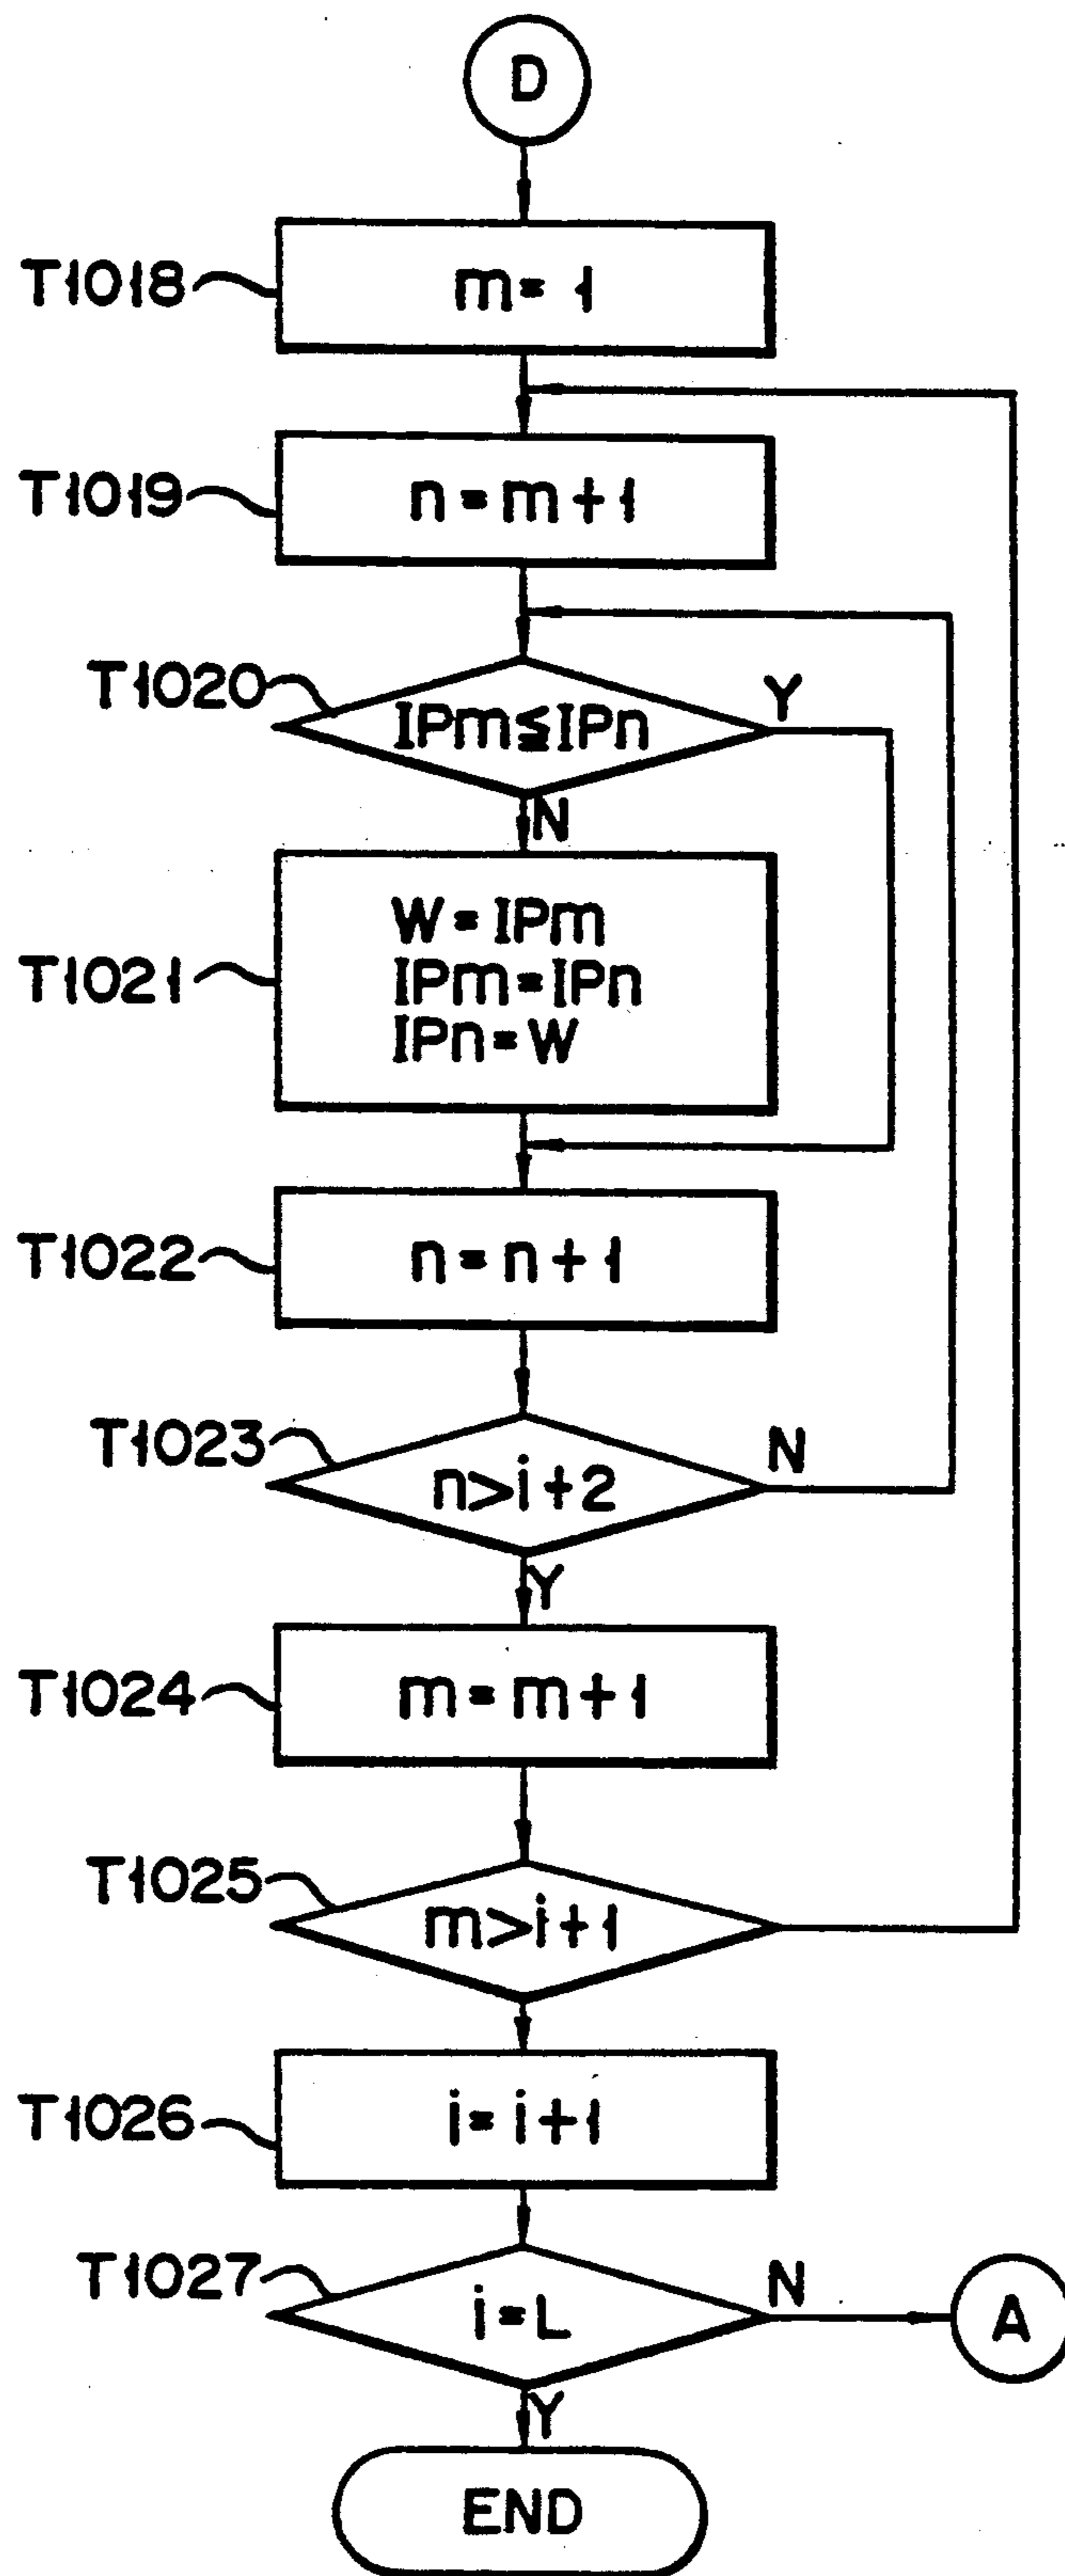 D
T1018
m = 1
T1019
n = m + 1
T1020
IPm≦IPn
Y
N
T1021
W = IPm
IPm = IPn
IPn = W
T1022
n = n + 1
T1023
n>i+2
N
Y
T1024
m = m + 1
T1025
m>i+1
T1026
i = i + 1
T1027
i = L
N
A
Y
END